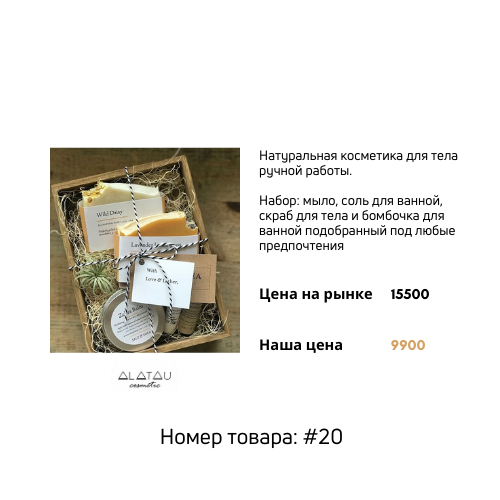 Натуральная косметика для тела
ручной работы.
Набор: мыло, соль для ванной,
скраб для тела и бомбочка для
ванной подобранный под любые
предпочтения
Wild Daisy
Lavender
With
Love & Lather,
Цена на рынке 15500
Наша цена 9900
ALATAU
cosmetic
Номер товара: #20